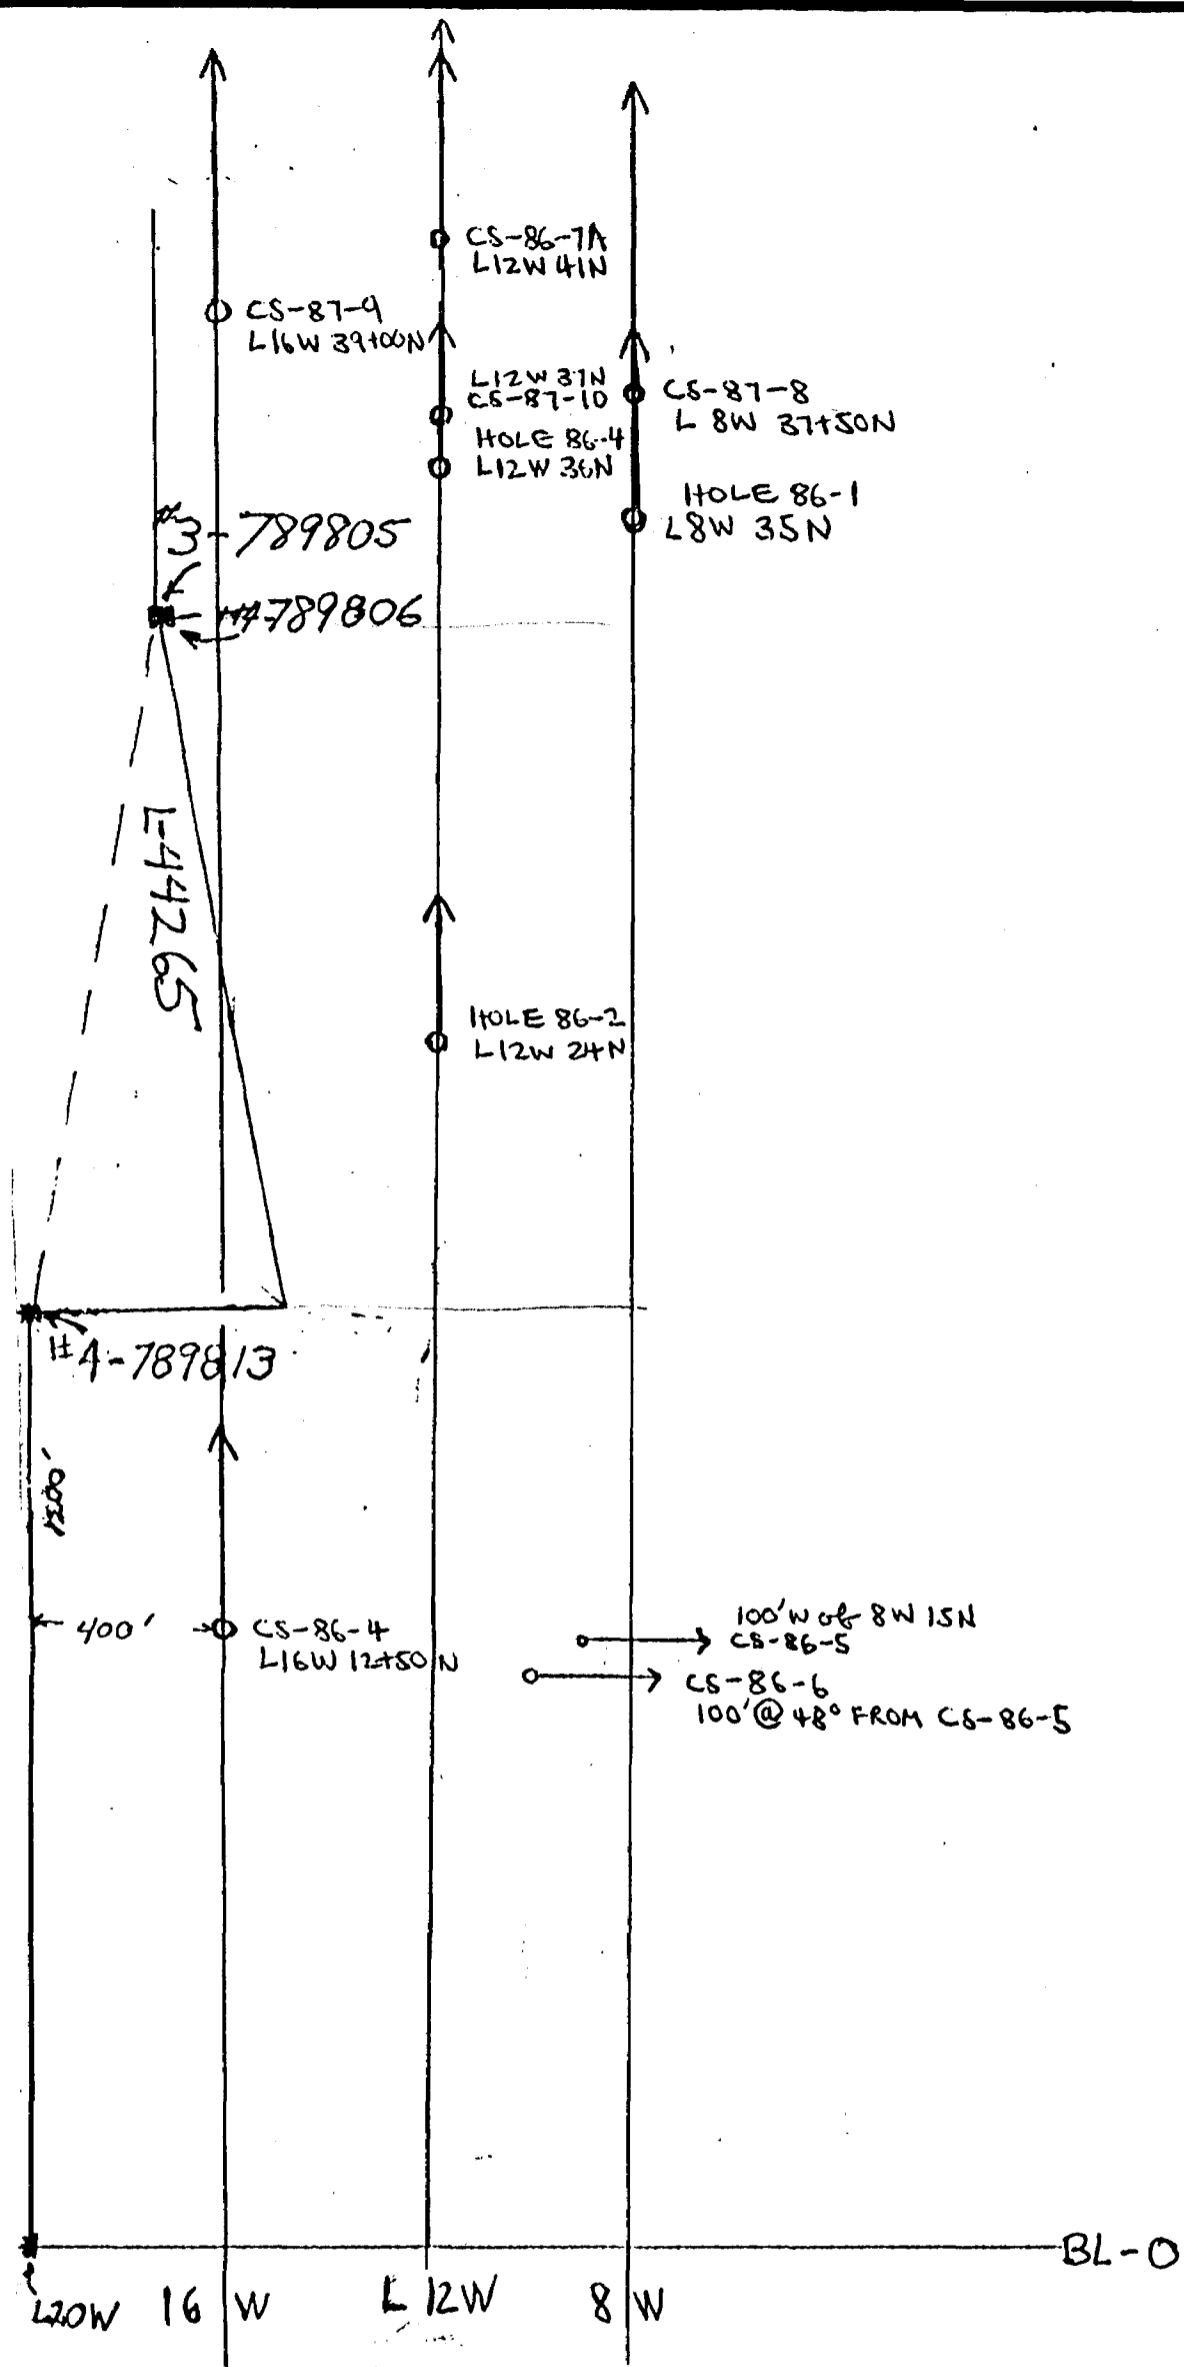 CS-86-7A
L12W 41N
CS-87-9
L16W 39+00N
L12W 37N
CS-87-10
CS-87-8
L 8W 37+50N
HOLE 86-4
L12W 36N
HOLE 86-1
L8W 35N
#3-789805
#4-789806
L-44265
HOLE 86-2
L12W 24N
#4-789813
400'
CS-86-4
L16W 12+50N
100'W of 8W 15N
CS-86-5
CS-86-6
100'@ 48° FROM CS-86-5
BL-0
L20W
16 W
L 12W
8 W